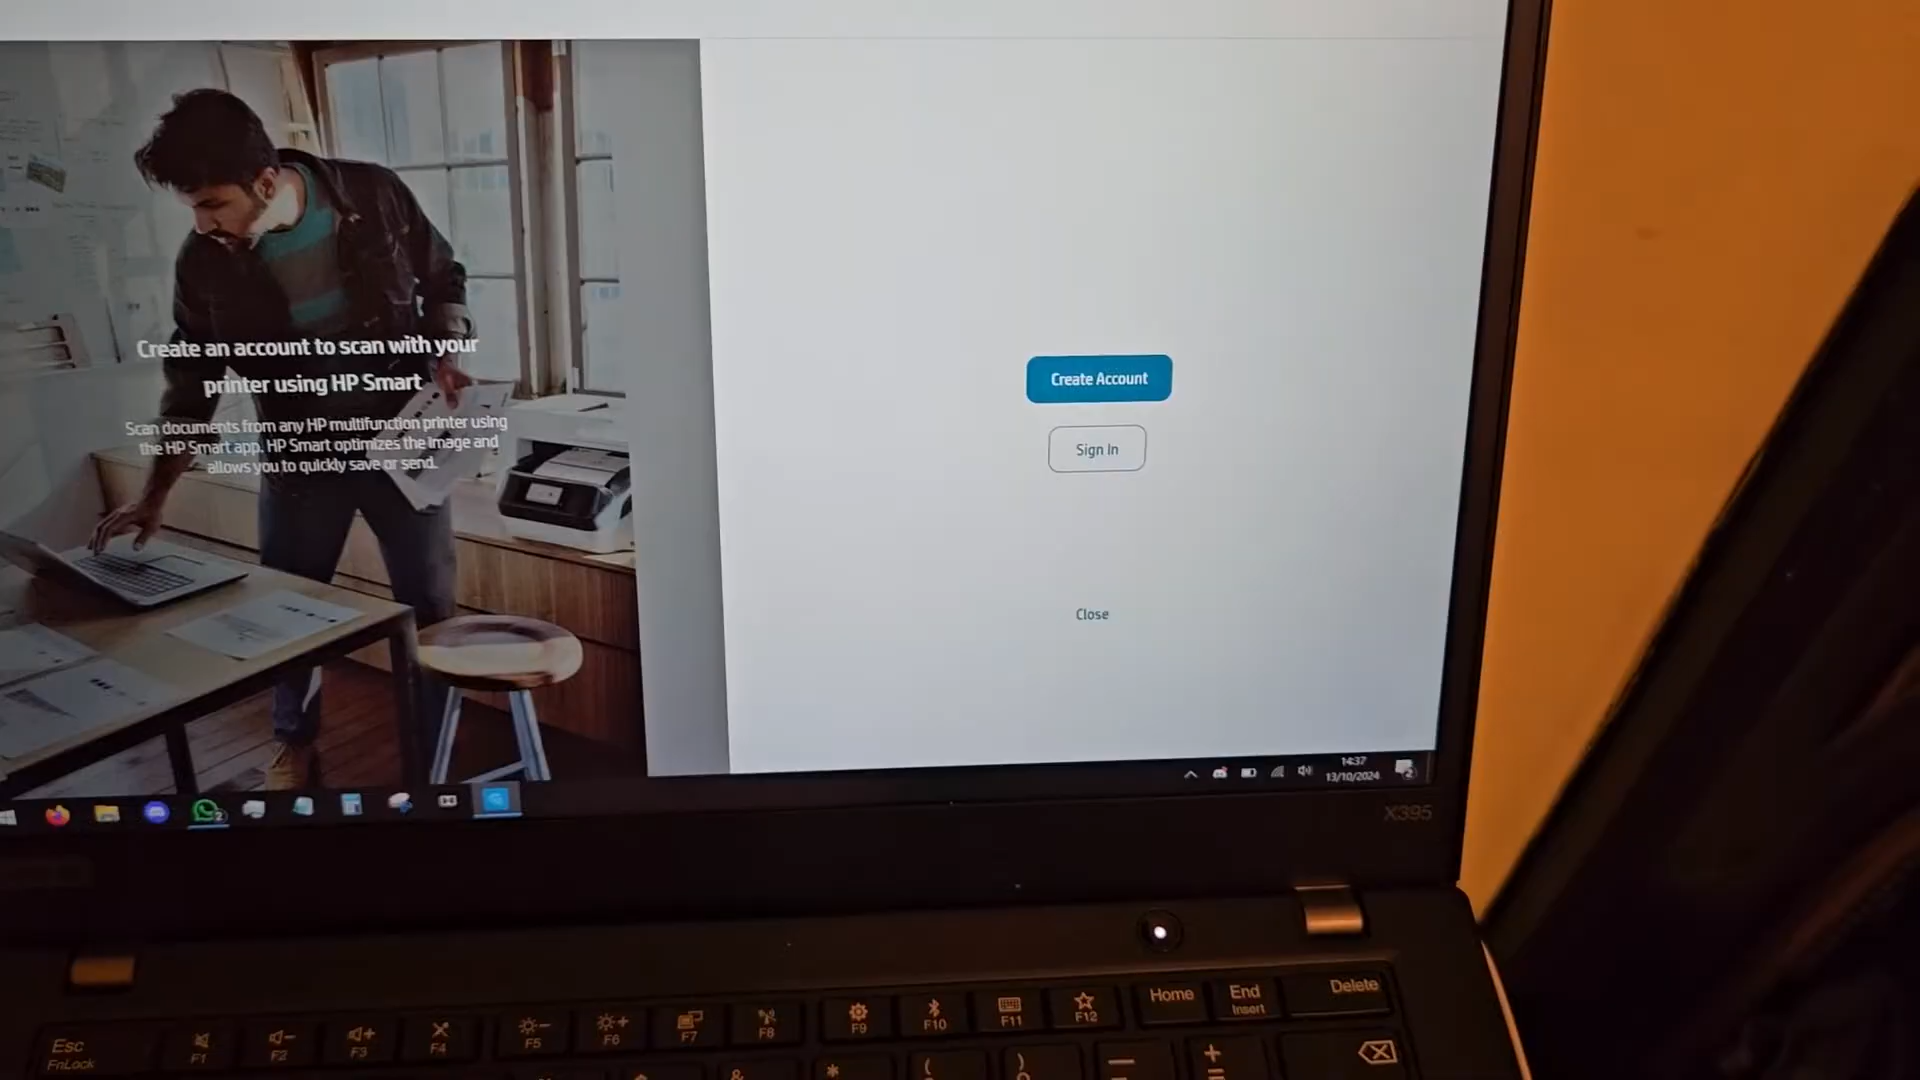 Create an account to scan with your
printer using HP Smart
Scan documents from any HP multifunction printer using
the HP Smart app. HP Smart optimizes the image and
allows you to quickly save or send.
Create Account
Sign In
Close
14:37
13/10/2024
2
2
X395
Esc
FnLock
F1
F2
F3
F4
F5
F6
F7
F8
F9
F10
F11
F12
Home
End
Insert
Delete
&
*
(
)
—
+
=